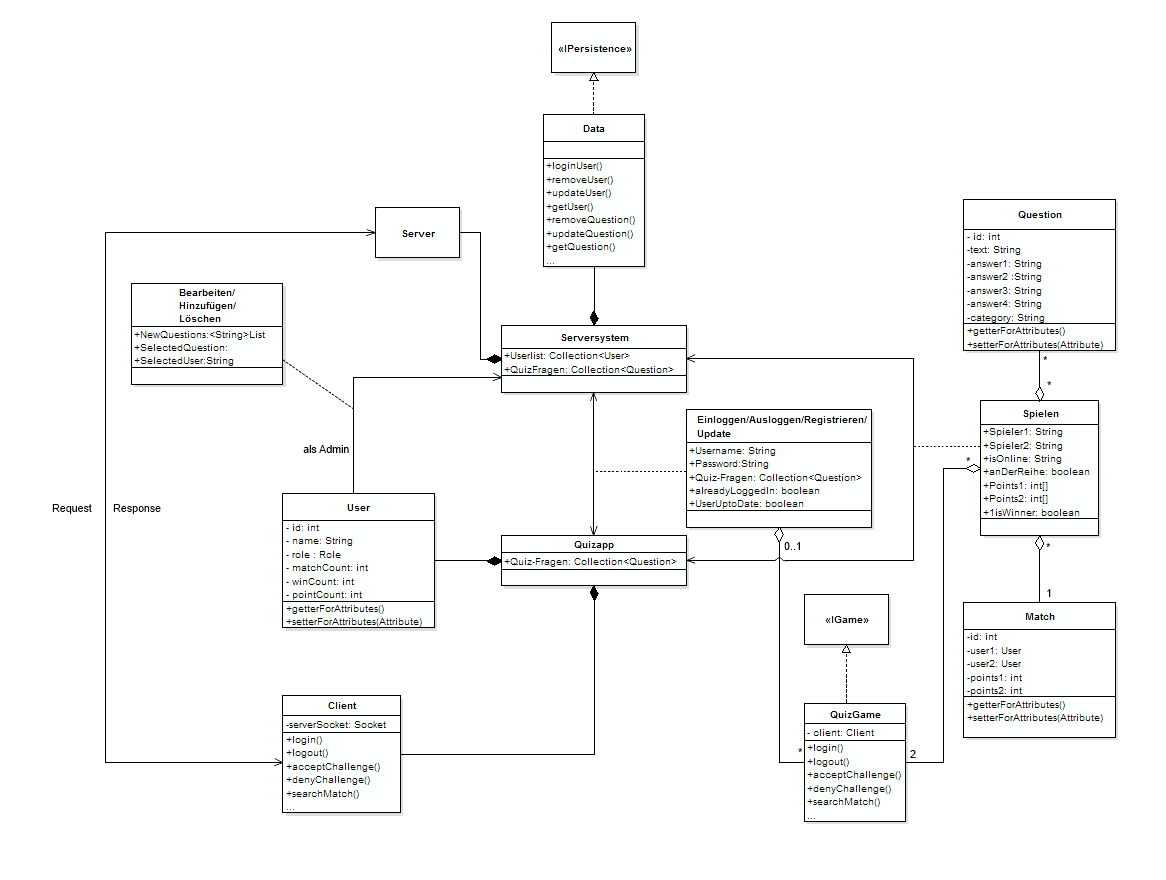 «IPersistence»
Data
+loginUser()
+removeUser()
+updateUser()
+getUser()
+removeQuestion()
+updateQuestion()
+getQuestion()
...
Server
Question
- id: int
-text: String
-answer1: String
-answer2 :String
-answer3: String
-answer4: String
-category: String
+getterForAttributes()
+setterForAttributes(Attribute)
Bearbeiten/
Hinzufügen/
Löschen
+NewQuestions:<String>List
+SelectedQuestion:
+SelectedUser:String
Serversystem
+Userlist: Collection<User>
+QuizFragen: Collection<Question>
*
*
Spielen
+Spieler1: String
+Spieler2: String
+isOnline: String
+anDerReihe: boolean
+Points1: int[]
+Points2: int[]
+1isWinner: boolean
*
*
1
Einloggen/Ausloggen/Registrieren/
Update
+Username: String
+Password:String
+Quiz-Fragen: Collection<Question>
+alreadyLoggedIn: boolean
+UserUptoDate: boolean
0..1
als Admin
Request
Response
User
- id: int
- name: String
- role : Role
- matchCount: int
- winCount: int
- pointCount: int
+getterForAttributes()
+setterForAttributes(Attribute)
Quizapp
+Quiz-Fragen: Collection<Question>
«IGame»
Match
-id: int
-user1: User
-user2: User
-points1: int
-points2: int
+getterForAttributes()
+setterForAttributes(Attribute)
Client
-serverSocket: Socket
+login()
+logout()
+acceptChallenge()
+denyChallenge()
+searchMatch()
...
QuizGame
- client: Client
+login()
+logout()
+acceptChallenge()
+denyChallenge()
+searchMatch()
...
*
2